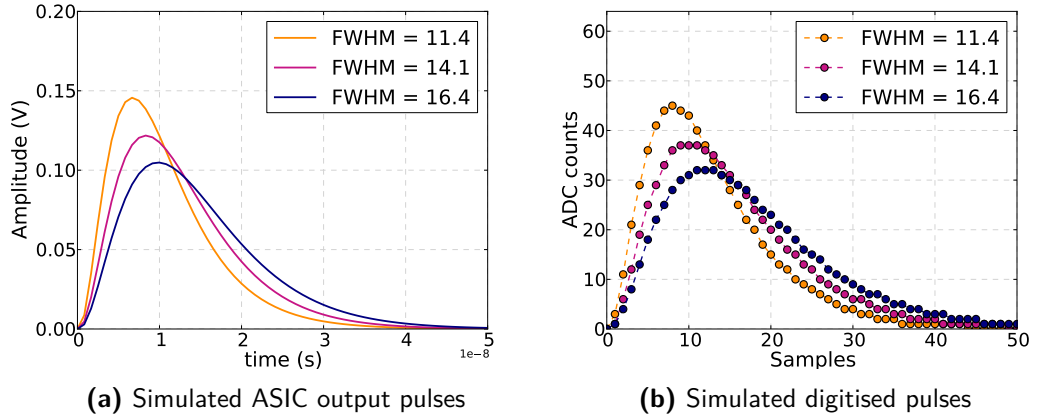 0.20
0.15
0.10
0.05
0.00
Amplitude (V)
FWHM = 11.4
FWHM = 14.1
FWHM = 16.4
0 1 2 3 4 5
1e-8
time (s)
(a) Simulated ASIC output pulses
60
50
40
30
20
10
0
ADC counts
FWHM = 11.4
FWHM = 14.1
FWHM = 16.4
0 10 20 30 40 50
Samples
(b) Simulated digitised pulses